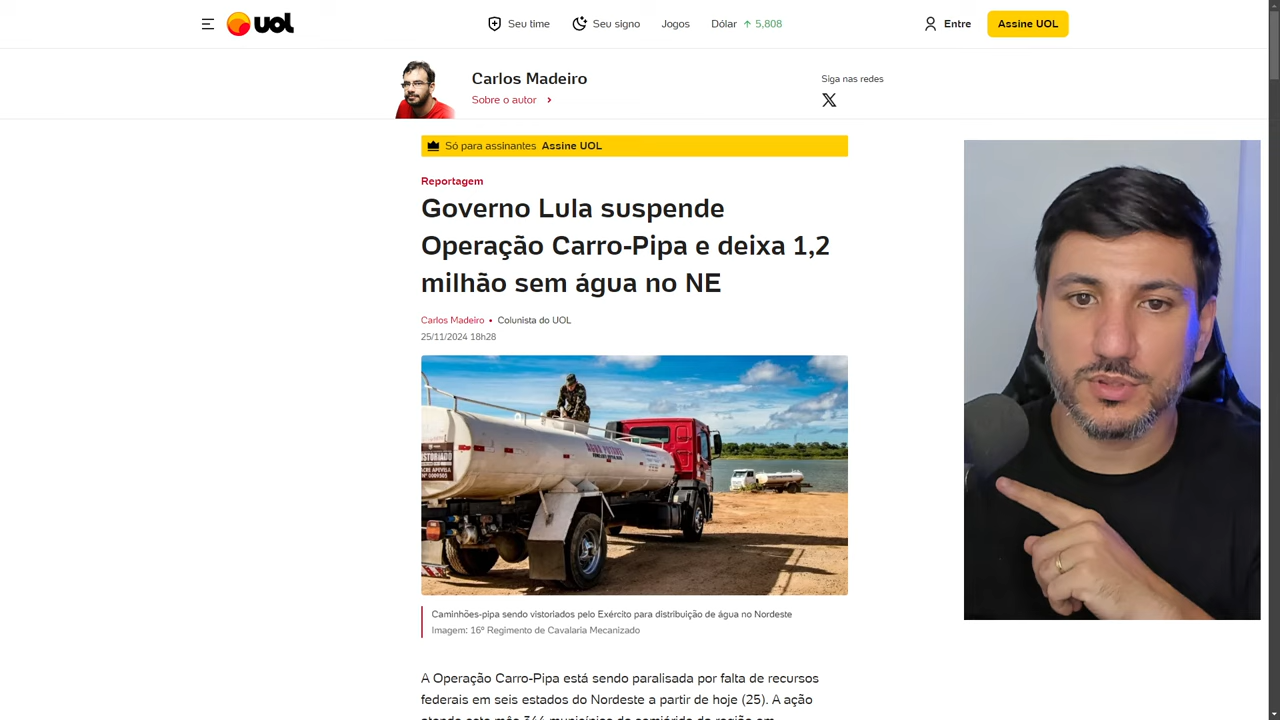 uol
Seu time
Seu signo
Jogos
Dólar
5,808
Entre
Assine UOL
Carlos Madeiro
Sobre o autor
Siga nas redes
Só para assinantes Assine UOL
Reportagem
Governo Lula suspende
Operação Carro-Pipa e deixa 1,2
milhão sem água no NE
Carlos Madeiro • Colunista do UOL
25/11/2024 18h28
ÁGUA POTÁVEL
Caminhões-pipa sendo vistoriados pelo Exército para distribuição de água no Nordeste
Imagem: 16º Regimento de Cavalaria Mecanizado
A Operação Carro-Pipa está sendo paralisada por falta de recursos
federais em seis estados do Nordeste a partir de hoje (25). A ação